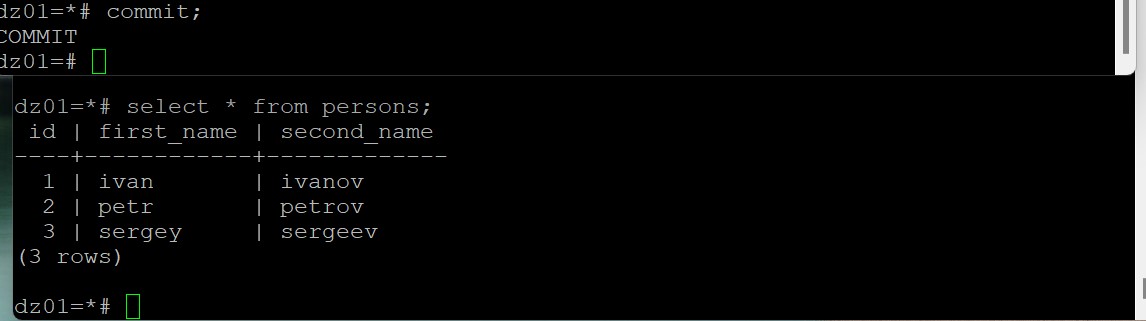 dz01=*# commit;
COMMIT
dz01=#
dz01=*# select * from persons;
 id | first_name | second_name
----+------------+-------------
  1 | ivan       | ivanov
  2 | petr       | petrov
  3 | sergey     | sergeev
(3 rows)
dz01=*#